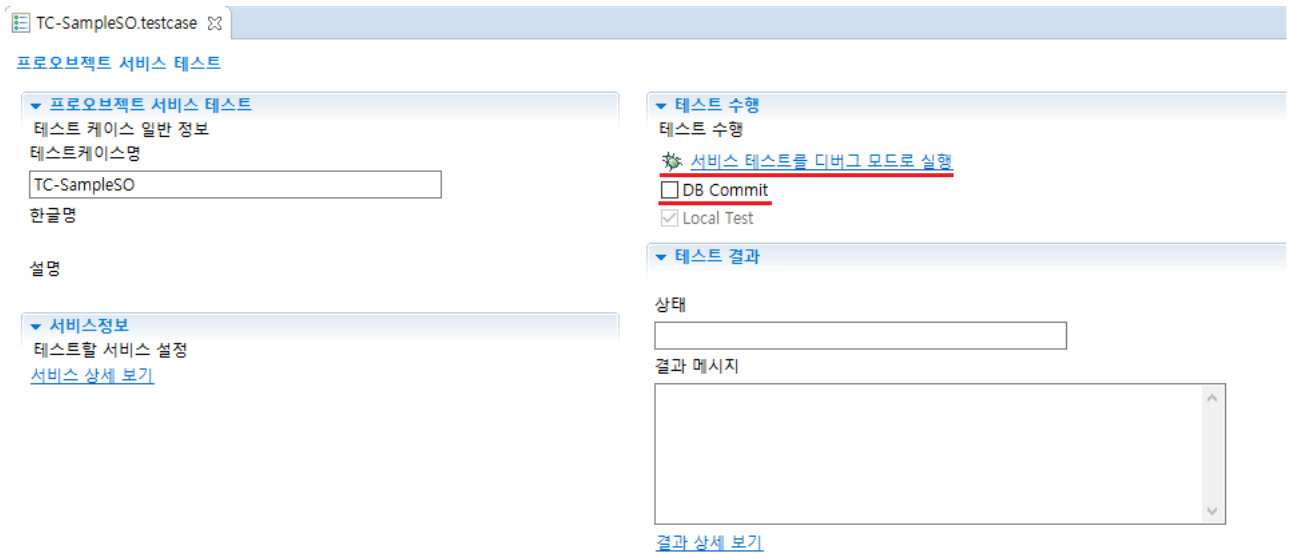 TC-SampleSO.testcase
프로오브젝트 서비스 테스트
프로오브젝트 서비스 테스트
테스트 케이스 일반 정보
테스트케이스명
TC-SampleSO
한글명
설명
서비스정보
테스트할 서비스 설정
서비스 상세 보기
테스트 수행
테스트 수행
서비스 테스트를 디버그 모드로 실행
DB Commit
Local Test
테스트 결과
상태
결과 메시지
결과 상세 보기